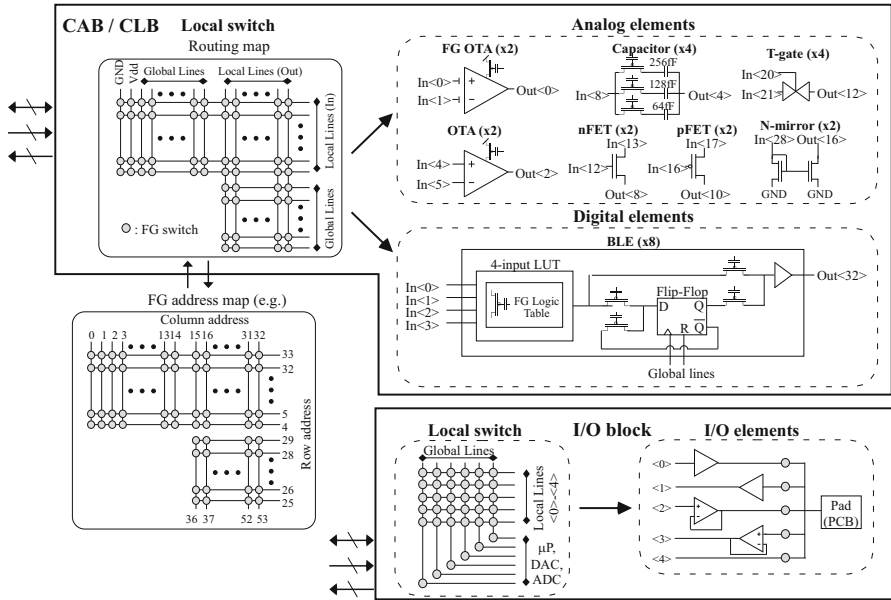 CAB / CLB
Local switch
Routing map
GND
Vdd
Global Lines
Local Lines (Out)
Local Lines (In)
Global Lines
: FG switch
Analog elements
FG OTA (x2)
In<0>
In<1>
Out<0>
Capacitor (x4)
256fF
128fF
64fF
In<8>
Out<4>
T-gate (x4)
In<20>
In<21>
Out<12>
OTA (x2)
In<4>
In<5>
Out<2>
nFET (x2)
In<13>
In<12>
Out<8>
pFET (x2)
In<17>
In<16>
Out<10>
N-mirror (x2)
In<28> Out<16>
GND GND
Digital elements
BLE (x8)
4-input LUT
In<0>
In<1>
In<2>
In<3>
FG Logic
Table
Flip-Flop
D Q
R Q
Out<32>
Global lines
FG address map (e.g.)
Column address
0 1 2 3 13 14 15 16 31 32
33
32
5
4
29
28
26
25
Row address
36 37 52 53
Local switch
Global Lines
Local Lines
<0><4>
µP,
DAC,
ADC
I/O block
I/O elements
<0>
<1>
<2>
<3>
<4>
Pad
(PCB)